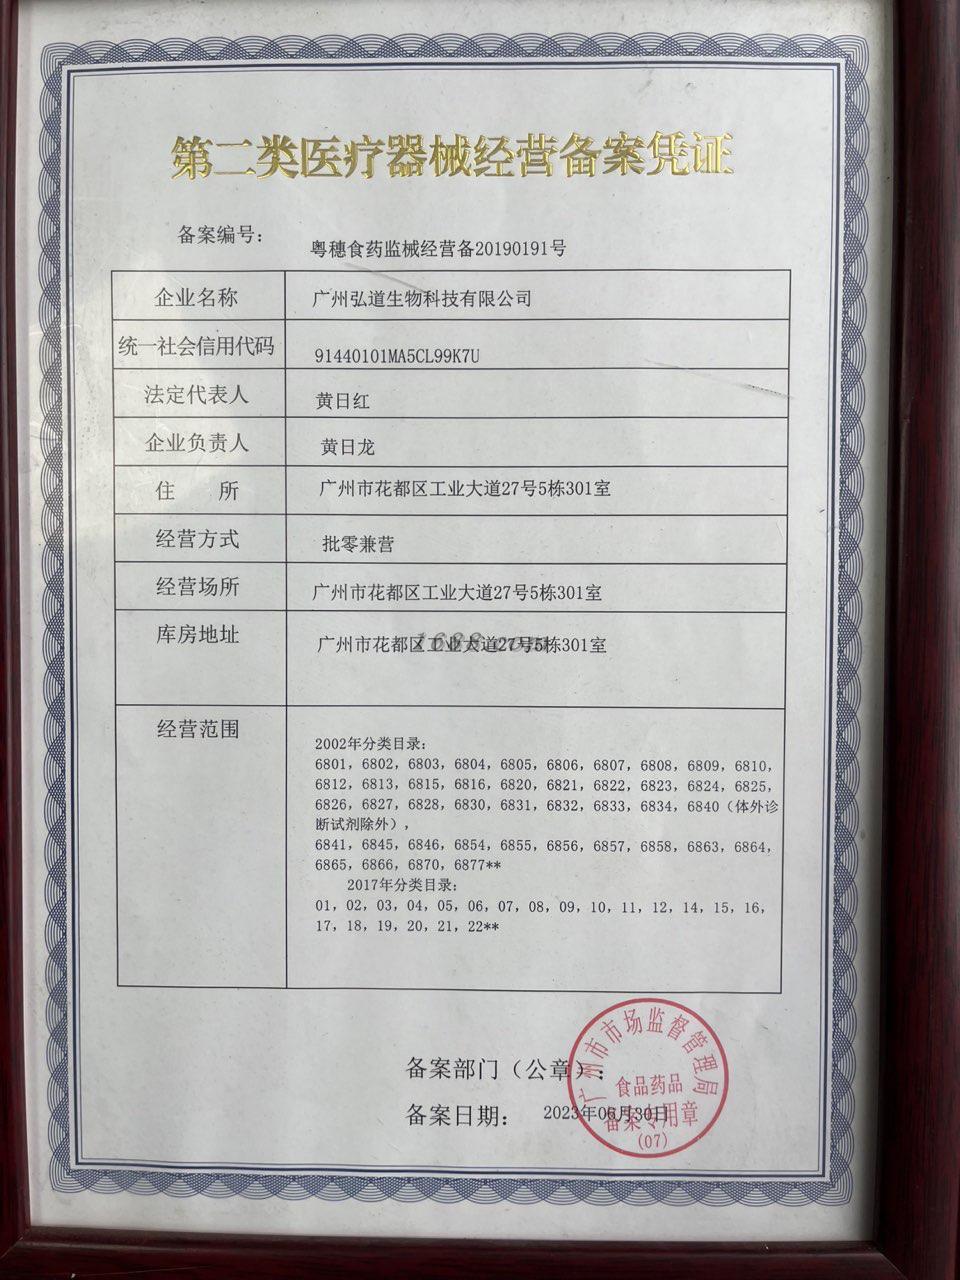 第二类医疗器械经营备案凭证
备案编号：
粤穗食药监械经营备20190191号
企业名称
广州弘道生物科技有限公司
统一社会信用代码
91440101MA5CL99K7U
法定代表人
黄日红
企业负责人
黄日龙
住 所
广州市花都区工业大道27号5栋301室
经营方式
批零兼营
经营场所
广州市花都区工业大道27号5栋301室
库房地址
广州市花都区工业大道27号5栋301室
1688.com
经营范围
2002年分类目录：
6801，6802，6803，6804，6805，6806，6807，6808，6809，6810，
6812，6813，6815，6816，6820，6821，6822，6823，6824，6825，
6826，6827，6828，6830，6831，6832，6833，6834，6840（体外诊
断试剂除外），
6841，6845，6846，6854，6855，6856，6857，6858，6863，6864，
6865，6866，6870，6877**
2017年分类目录：
01，02，03，04，05，06，07，08，09，10，11，12，14，15，16，
17，18，19，20，21，22**
备案部门（公章）：
备案日期：
2023年06月30日
广州市市场监督管理局
食品药品
备案专用章
(07)